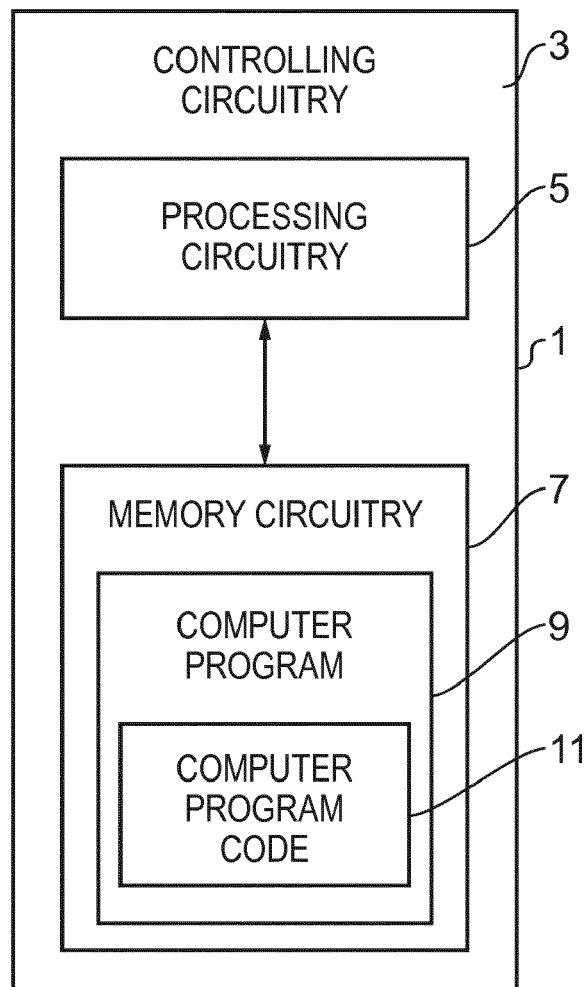 CONTROLLING
CIRCUITRY
3
PROCESSING
CIRCUITRY
5
1
MEMORY CIRCUITRY
7
COMPUTER
PROGRAM
9
COMPUTER
PROGRAM
CODE
11